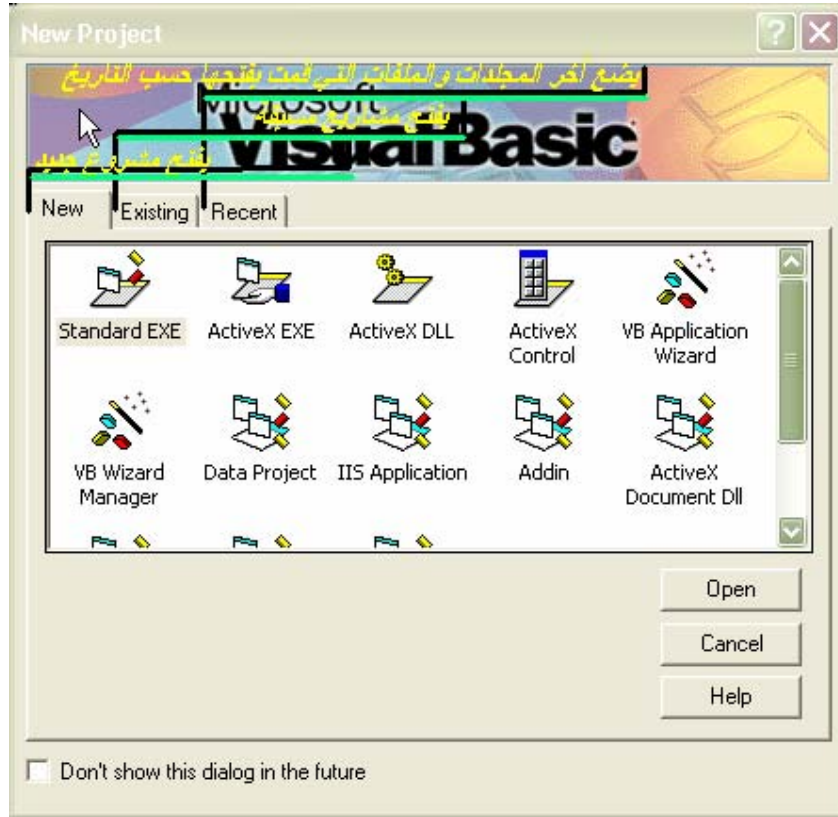 New Project
يضع آخر المجلدات والملفات التي قمت بفتحها حسب التاريخ
Microsoft
يفتح مشاريع مسبقة
Visual Basic
يفتح مشروع جديد
New Existing Recent
Standard EXE ActiveX EXE ActiveX DLL ActiveX Control VB Application Wizard
VB Wizard Manager Data Project IIS Application Addin ActiveX Document Dll
Open
Cancel
Help
Don't show this dialog in the future